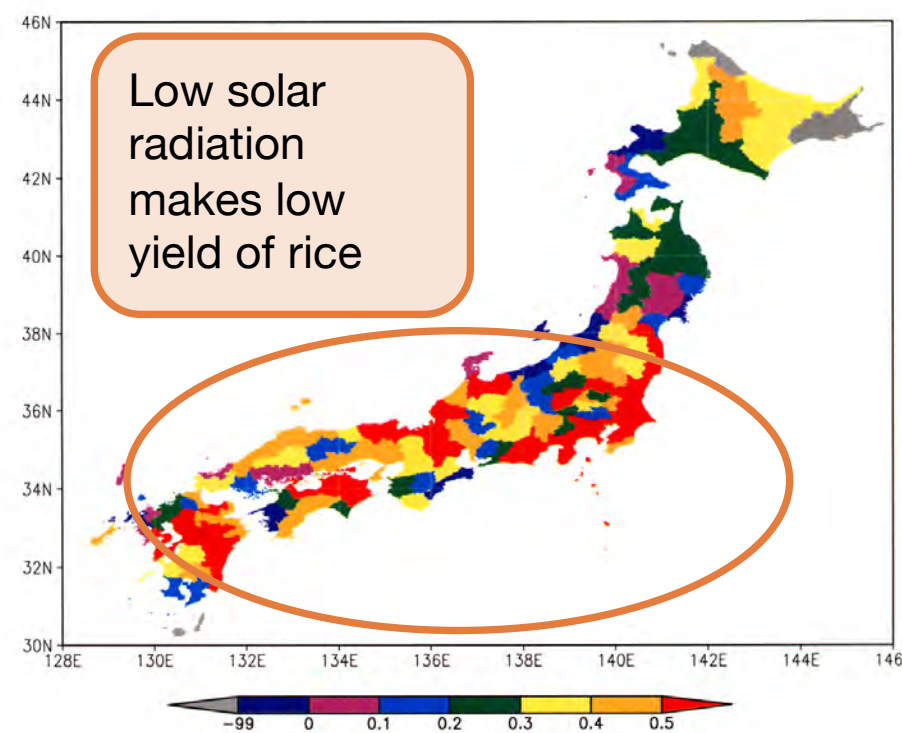 46N
44N
42N
40N
38N
36N
34N
32N
30N
Low solar
radiation
makes low
yield of rice
128E 130E 132E 134E 136E 138E 140E 142E 144E 146
-99 0 0.1 0.2 0.3 0.4 0.5